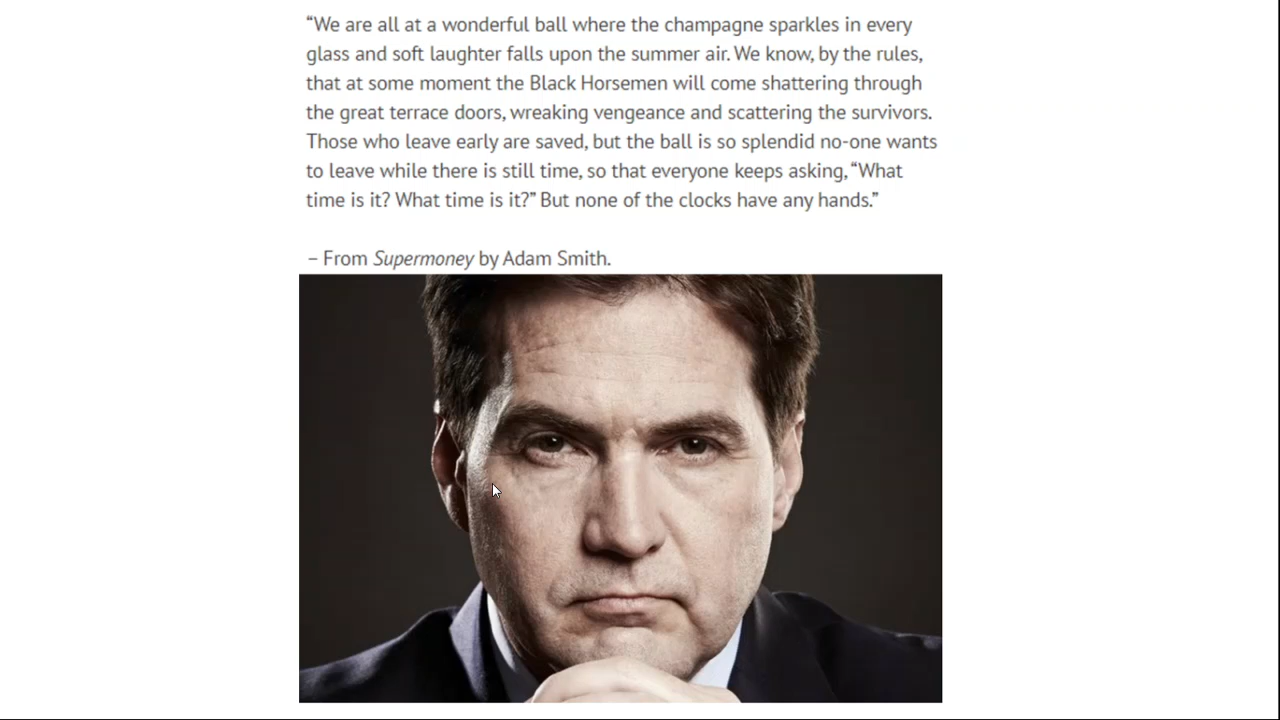 “We are all at a wonderful ball where the champagne sparkles in every
glass and soft laughter falls upon the summer air. We know, by the rules,
that at some moment the Black Horsemen will come shattering through
the great terrace doors, wreaking vengeance and scattering the survivors.
Those who leave early are saved, but the ball is so splendid no-one wants
to leave while there is still time, so that everyone keeps asking, “What
time is it? What time is it?” But none of the clocks have any hands.”
– From Supermoney by Adam Smith.